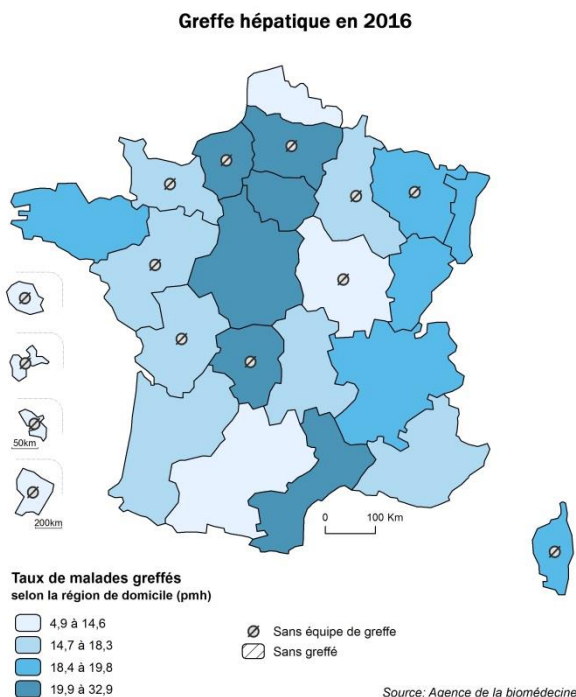 Greffe hépatique en 2016
50km
200km
0 100 Km
Taux de malades greffés
selon la région de domicile (pmh)
4,9 à 14,6
14,7 à 18,3
18,4 à 19,8
19,9 à 32,9
Sans équipe de greffe
Sans greffé
Source: Agence de la biomédecine